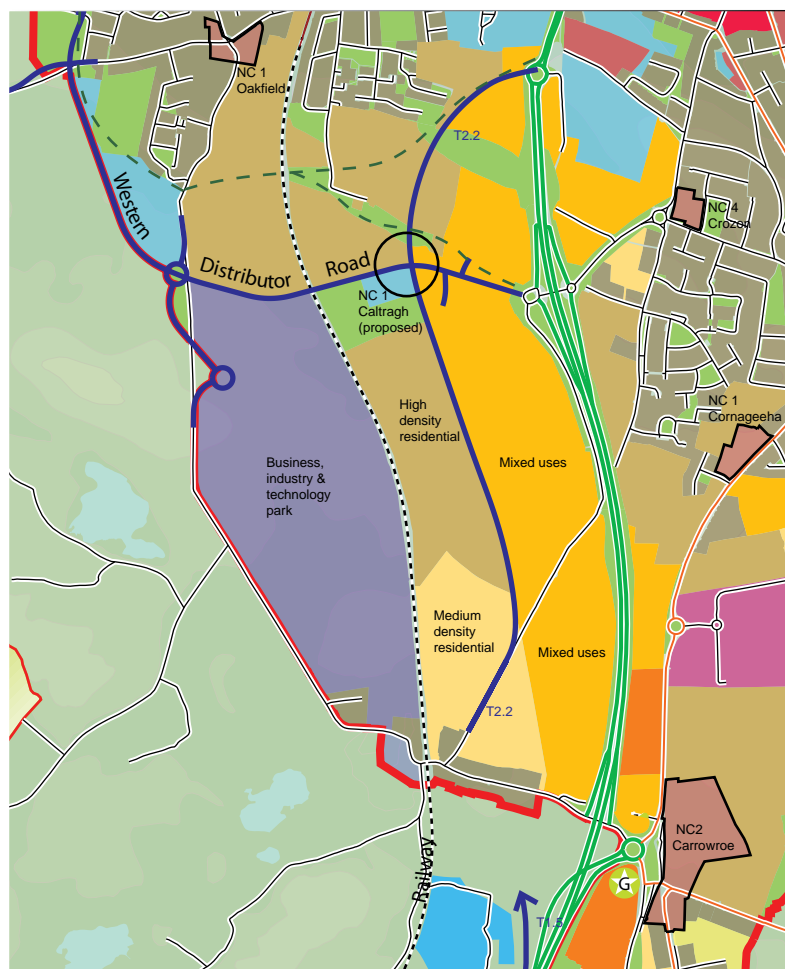 NC 1
Oakfield
T2.2
Western
NC 4
Crozon
Distributor Road
NC 1
Caltragh
(proposed)
NC 1
Cornageeha
High
density
residential
Business,
industry &
technology
park
Mixed uses
Medium
density
residential
Mixed uses
T2.2
NC2
Carrowroe
Railway
G
T1.5